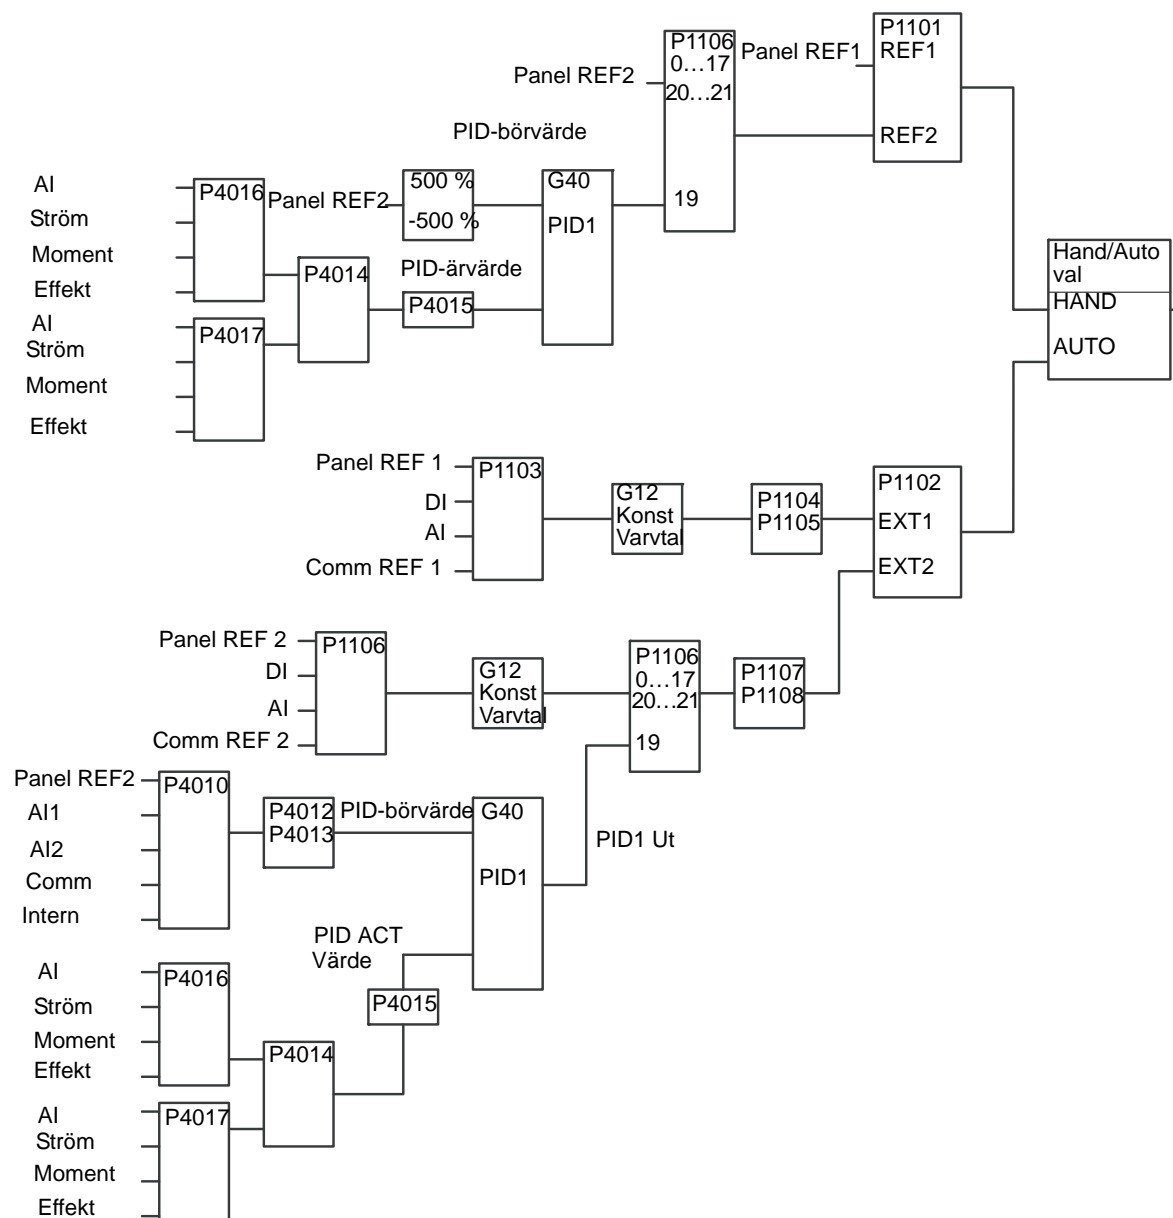 P1101
REF1
REF2
Panel REF1
P1106
0…17
20…21
19
Panel REF2
PID-börvärde
AI
Ström
Moment
Effekt
P4016
Panel REF2
500 %
-500 %
G40
PID1
P4014
PID-ärvärde
P4015
AI
Ström
Moment
Effekt
P4017
Hand/Auto
val
HAND
AUTO
Panel REF 1
DI
AI
Comm REF 1
P1103
G12
Konst
Varvtal
P1104
P1105
P1102
EXT1
EXT2
Panel REF 2
DI
AI
Comm REF 2
P1106
G12
Konst
Varvtal
P1106
0…17
20…21
19
P1107
P1108
Panel REF2
AI1
AI2
Comm
Intern
P4010
P4012
P4013
PID-börvärde
G40
PID1
PID1 Ut
PID ACT
Värde
P4015
AI
Ström
Moment
Effekt
P4016
P4014
AI
Ström
Moment
Effekt
P4017